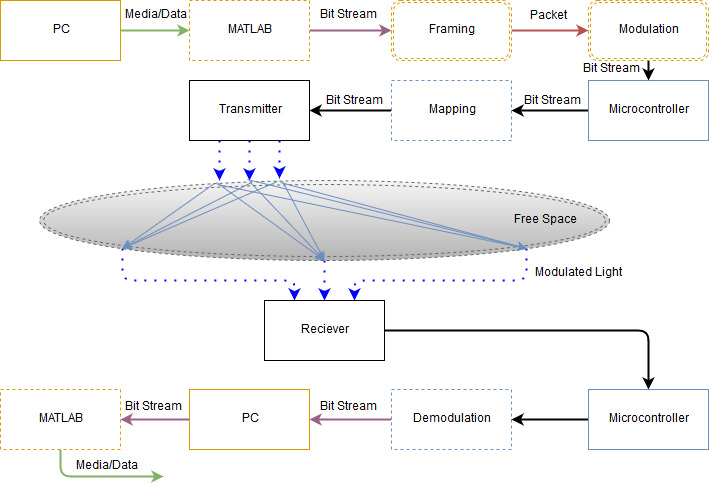 PC
Media/Data
MATLAB
Bit Stream
Framing
Packet
Modulation
Bit Stream
Transmitter
Bit Stream
Mapping
Bit Stream
Microcontroller
Free Space
Modulated Light
Reciever
MATLAB
Bit Stream
PC
Bit Stream
Demodulation
Microcontroller
Media/Data